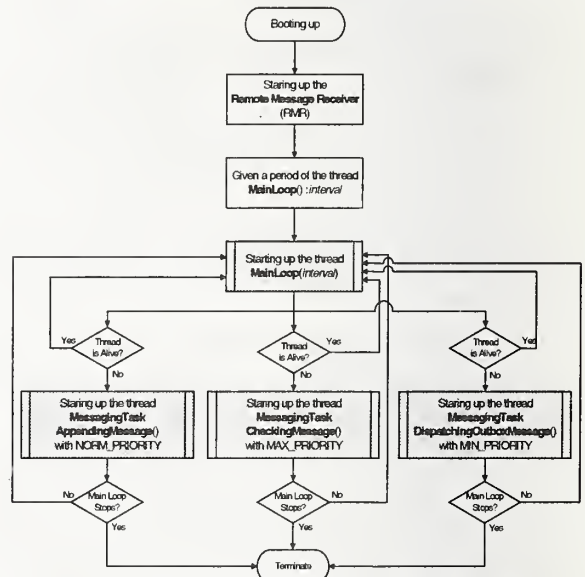 Booting up
Staring up the
Remote Message Receiver
(RMR)
Given a period of the thread
MainLoop() : interval
Starting up the thread
MainLoop(interval)
Yes
Thread
is Alive?
No
Thread
is Alive?
Yes
No
Thread
is Alive?
Yes
No
Staring up the thread
MessagingTask
AppendingMessage()
with NORM_PRIORITY
Staring up the thread
MessagingTask
CheckingMessage()
with MAX_PRIORITY
Staring up the thread
MessagingTask
DispatchingOutboxMessage()
with MIN_PRIORITY
No
Main Loop
Stops?
Yes
Main Loop
Stops?
No
Yes
Main Loop
Stops?
No
Yes
Terminate